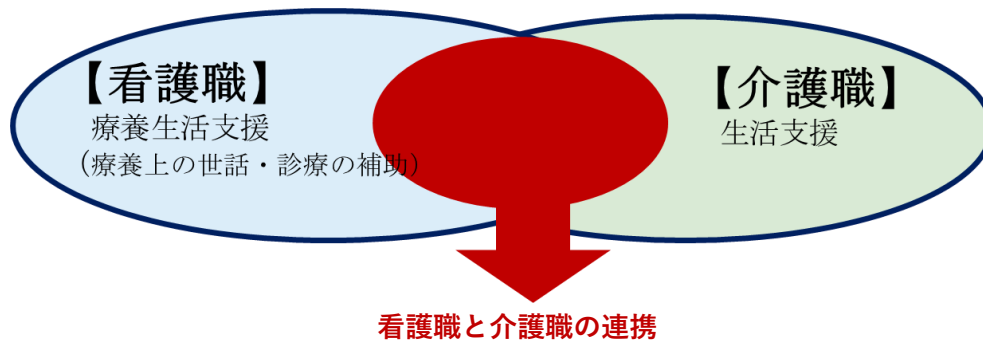 【看護職】
療養生活支援
(療養上の世話・診療の補助)
【介護職】
生活支援
看護職と介護職の連携